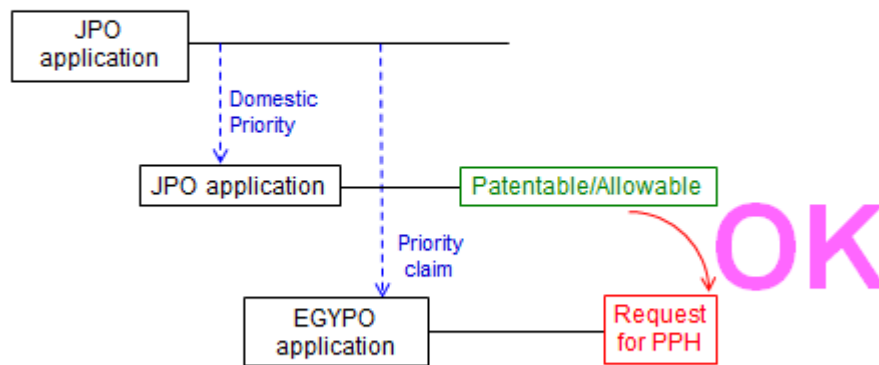 JPO
application
Domestic
Priority
JPO application
Patentable/Allowable
OK
Priority
claim
EGYPO
application
Request
for PPH